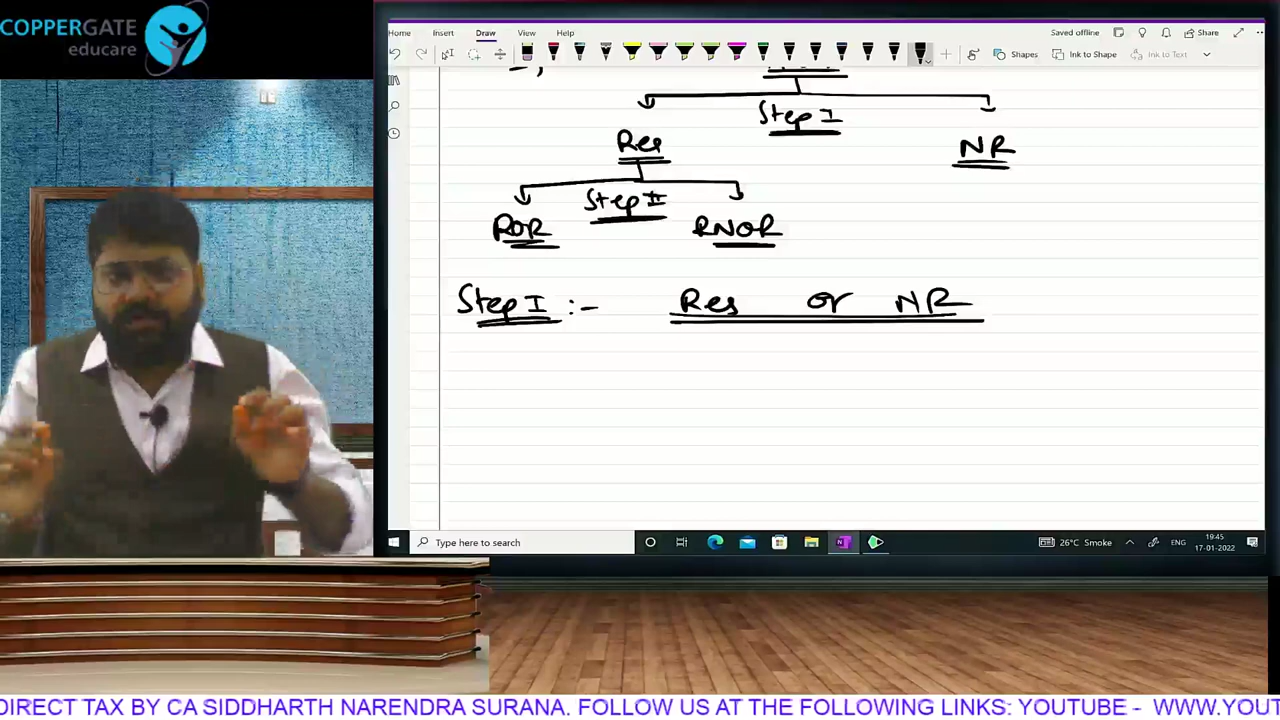 COPPERGATE
educare
Home Insert Draw View Help
Saved offline
Share
Shapes
Ink to Shape
Ink to Text
Step I
Res
NR
Step II
ROR
RNOR
Step I :- Res or NR
Type here to search
26°C Smoke
ENG
19:45
17-01-2022
DIRECT TAX BY CA SIDDHARTH NARENDRA SURANA. FOLLOW US AT THE FOLLOWING LINKS: YOUTUBE - WWW.YOUT